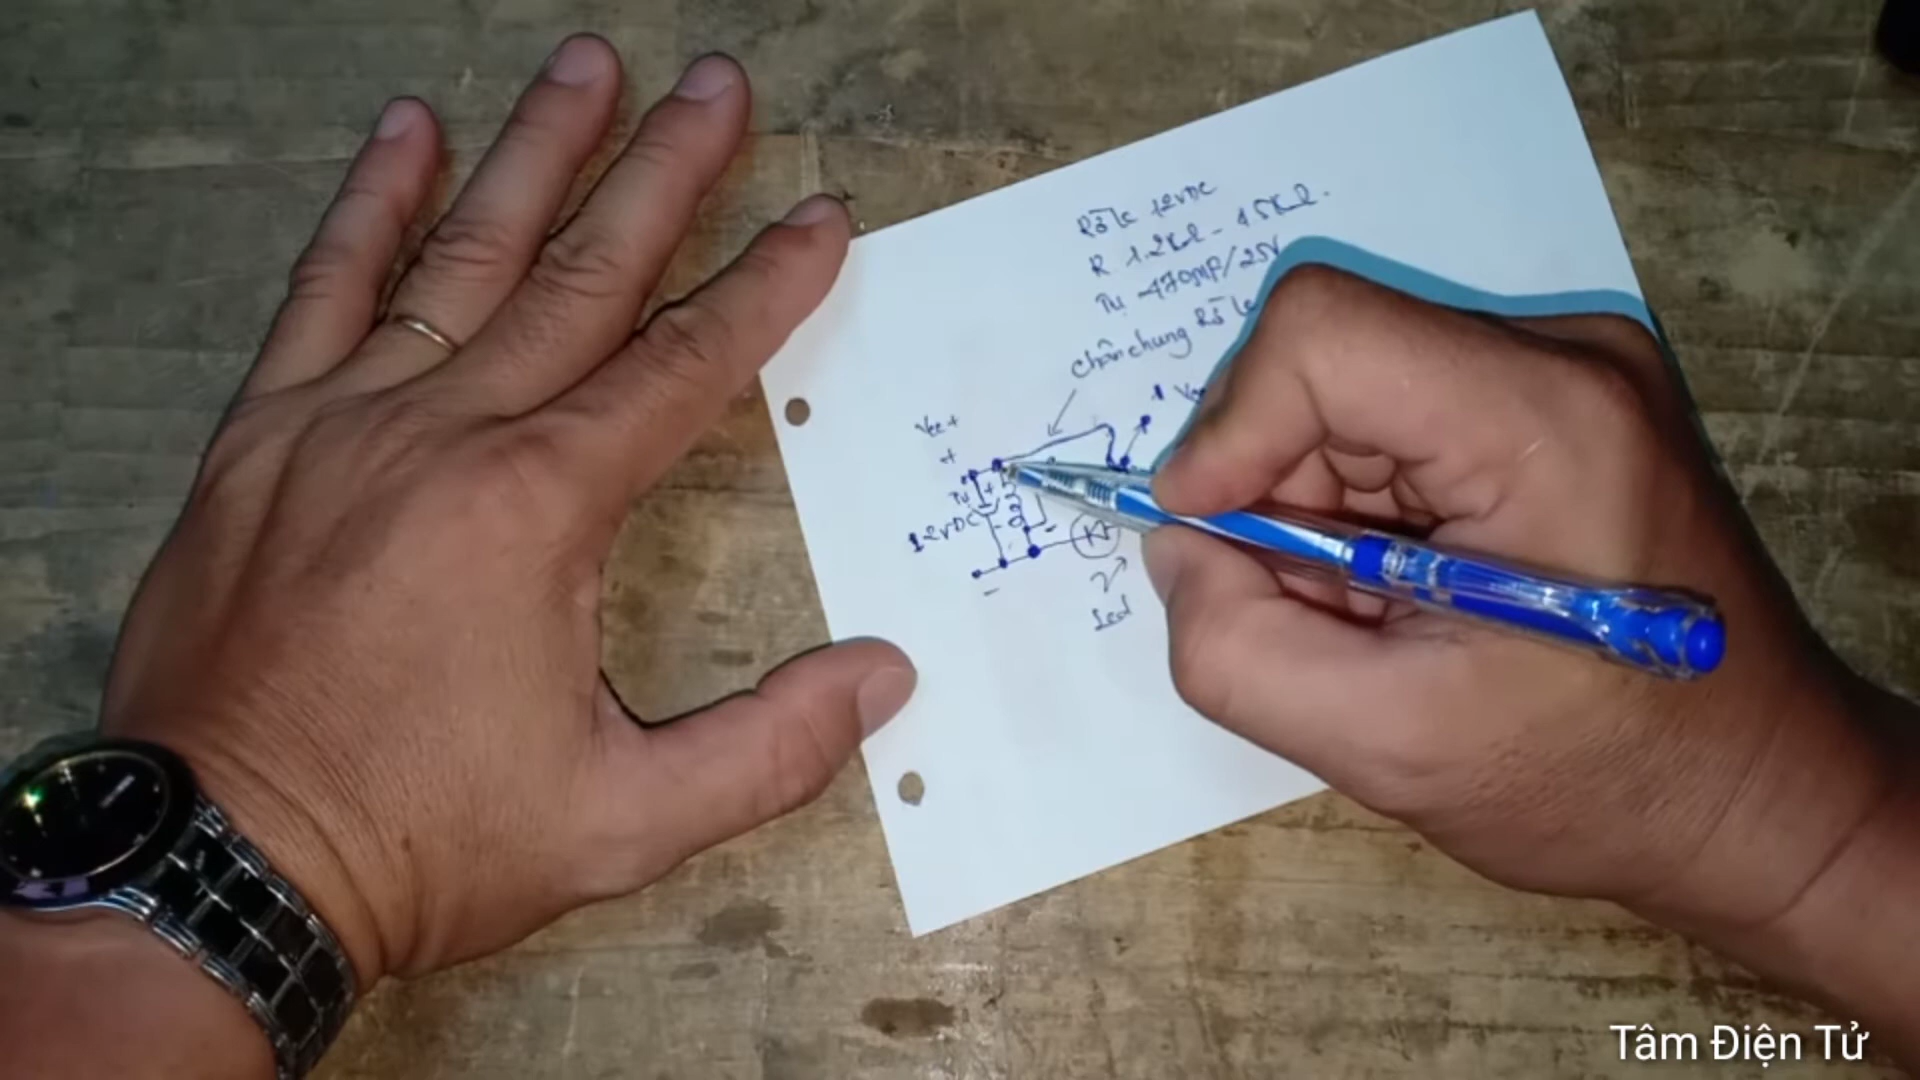 Rơ le 12VDC
R 1.2KΩ - 1.5KΩ.
Tụ 470MF/25V
chân chung Rơ le
Vcc+
+
Tụ +
12VDC
-
Led
Tâm Điện Tử